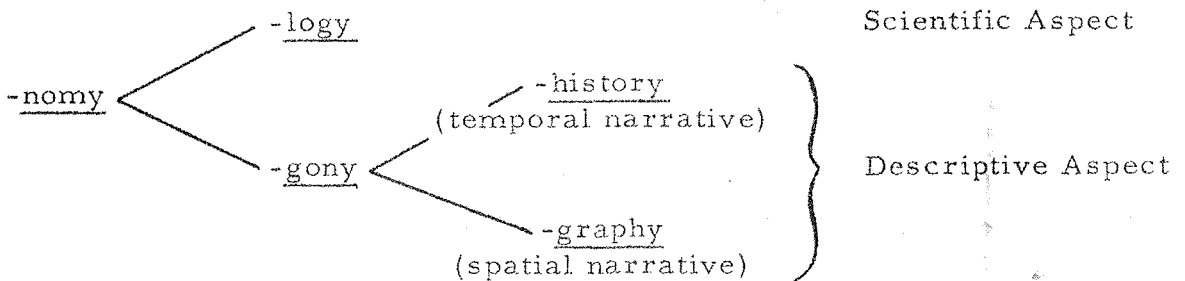 -logy Scientific Aspect
-nomy
-history
(temporal narrative)
-gony Descriptive Aspect
-graphy
(spatial narrative)